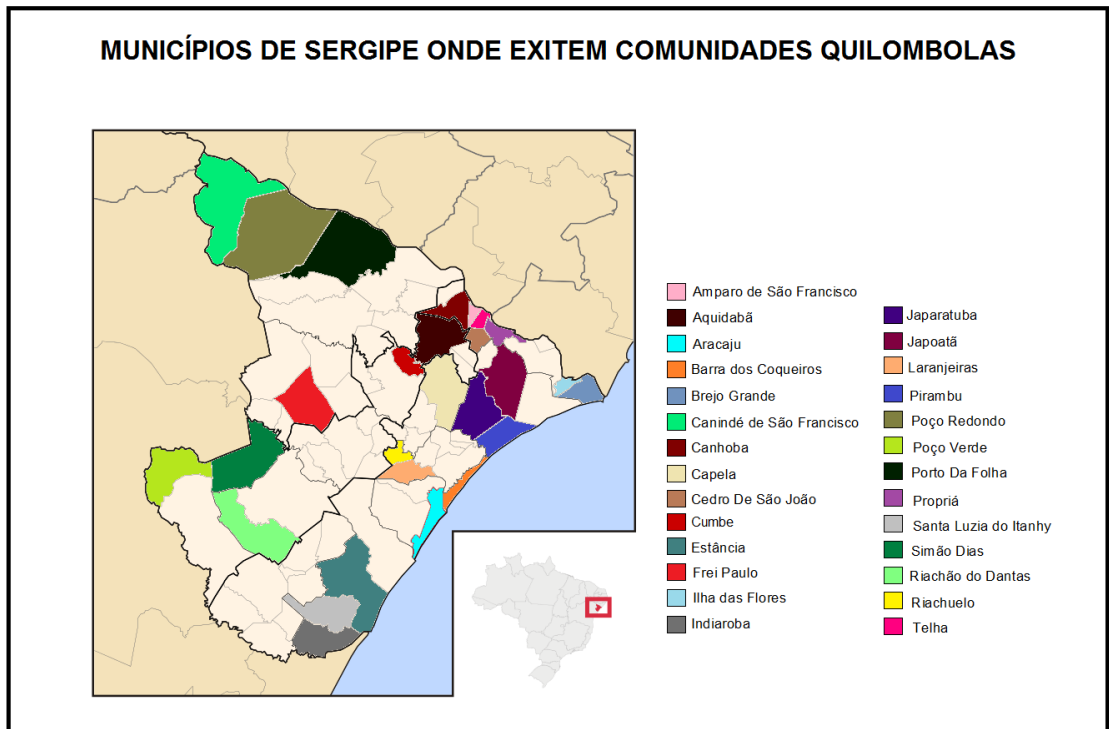 MUNICÍPIOS DE SERGIPE ONDE EXITEM COMUNIDADES QUILOMBOLAS
Amparo de São Francisco
Aquidabã
Aracaju
Barra dos Coqueiros
Brejo Grande
Canindé de São Francisco
Canhoba
Capela
Cedro De São João
Cumbe
Estância
Frei Paulo
Ilha das Flores
Indiaroba
Japaratuba
Japoatã
Laranjeiras
Pirambu
Poço Redondo
Poço Verde
Porto Da Folha
Propriá
Santa Luzia do Itanhy
Simão Dias
Riachão do Dantas
Riachuelo
Telha